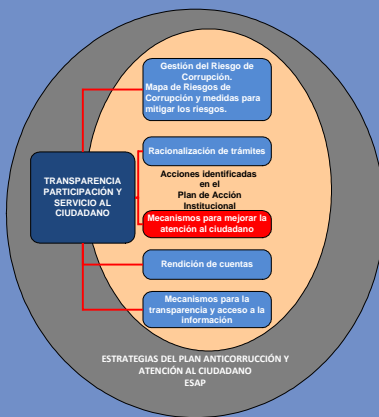 Gestión del Riesgo de
Corrupción.
Mapa de Riesgos de
Corrupción y medidas para
mitigar los riesgos.
Racionalización de trámites
TRANSPARENCIA
PARTICIPACIÓN Y
SERVICIO AL
CIUDADANO
Acciones identificadas
en el
Plan de Acción
Institucional
Mecanismos para mejorar la
atención al ciudadano
Rendición de cuentas
Mecanismos para la
transparencia y acceso a la
información
ESTRATEGIAS DEL PLAN ANTICORRUCCIÓN Y
ATENCIÓN AL CIUDADANO
ESAP